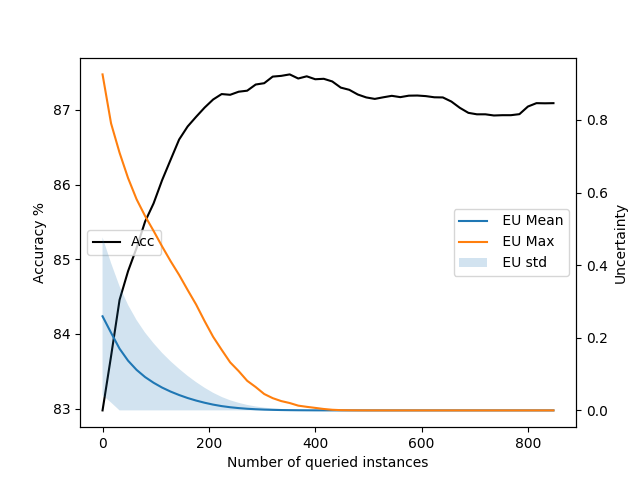 87
86
85
84
83
0.8
0.6
0.4
0.2
0.0
0
200
400
600
800
Accuracy %
Uncertainty
Number of queried instances
Acc
EU Mean
EU Max
EU std